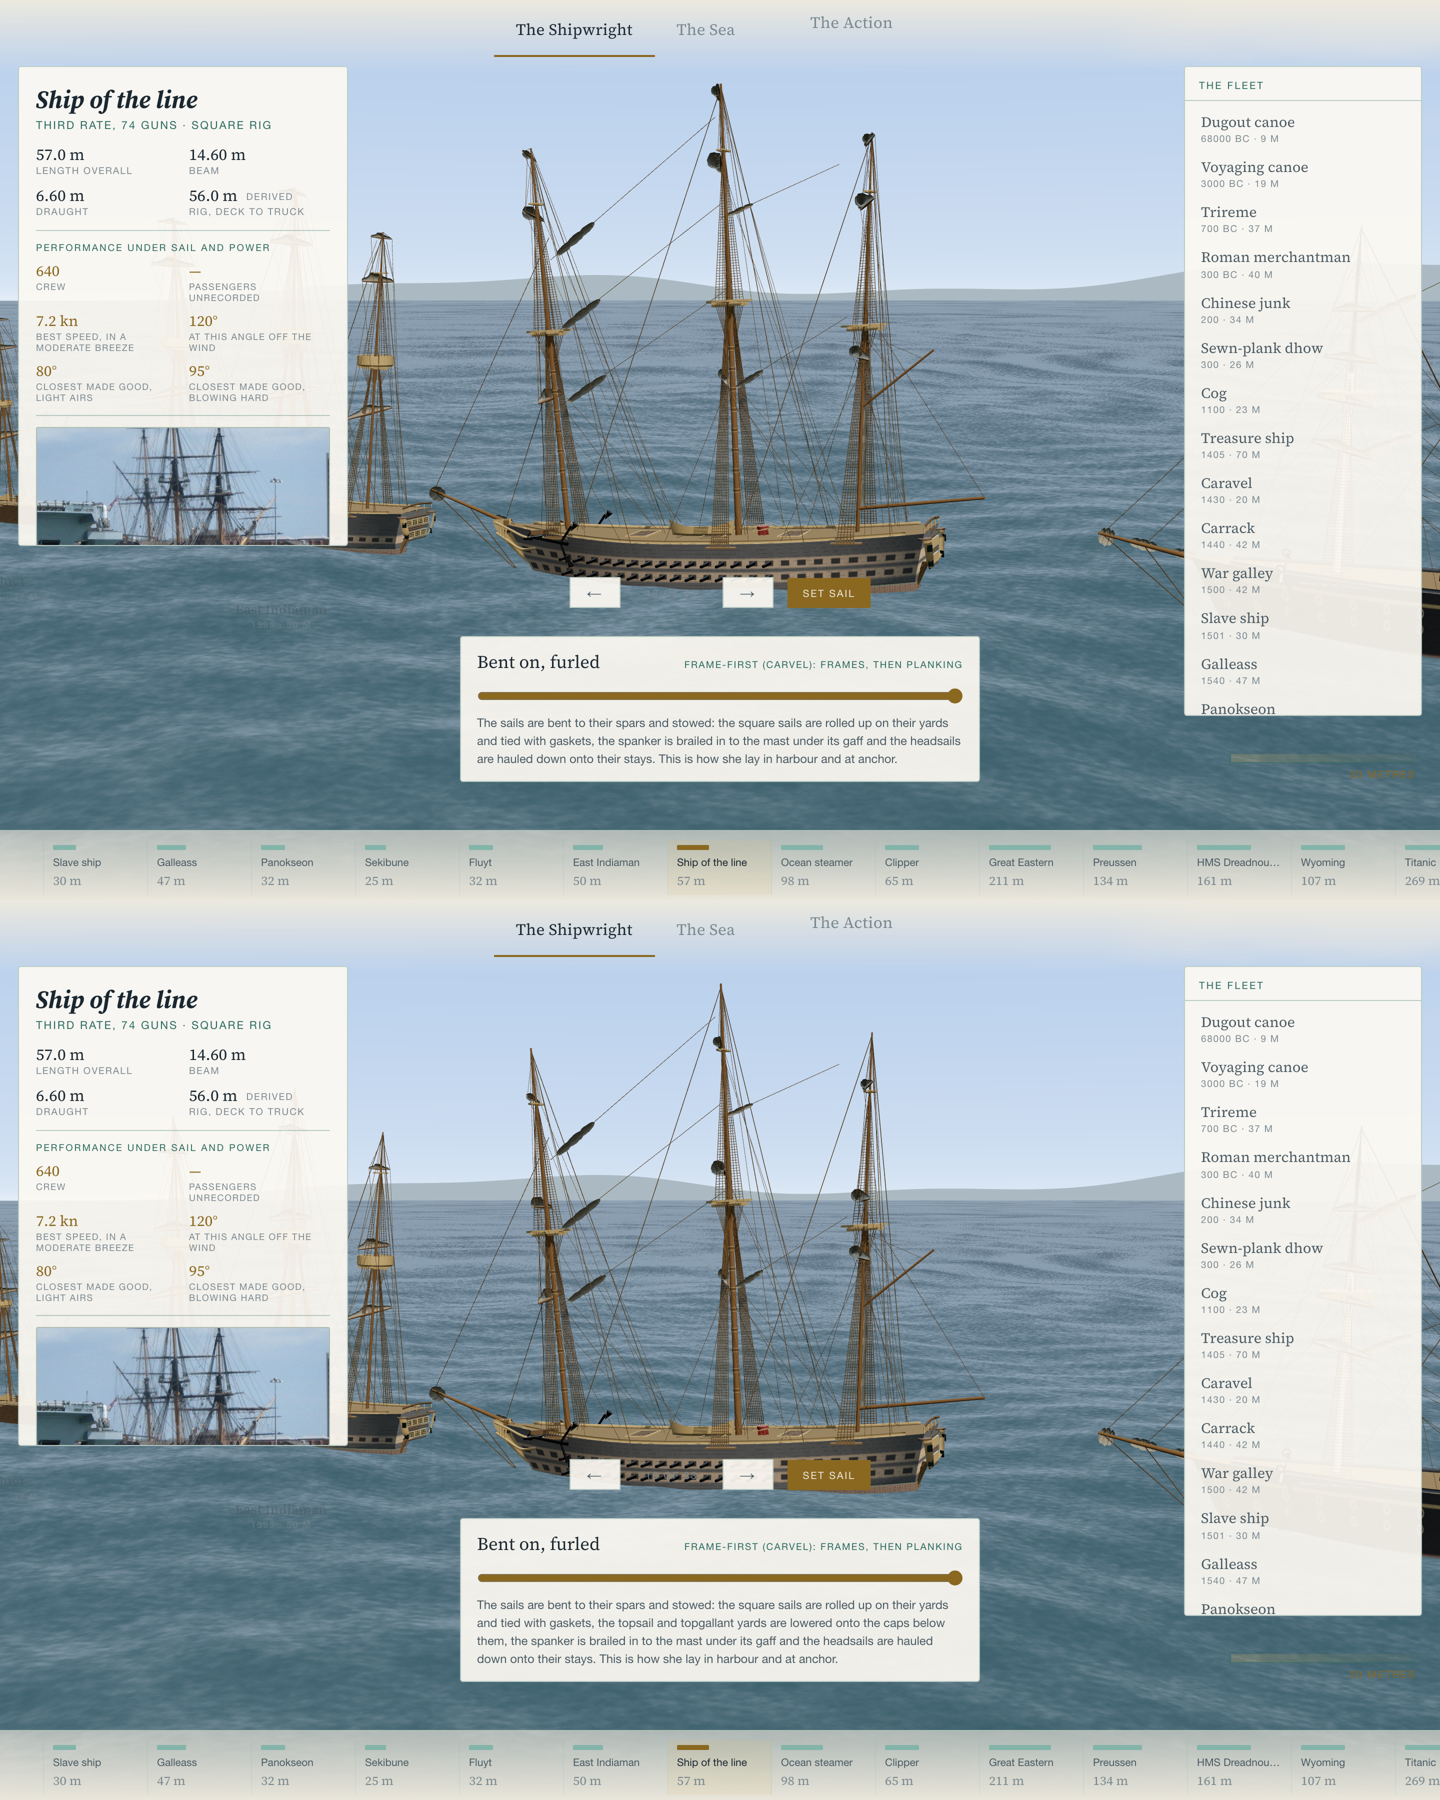 The Shipwright
The Sea
The Action
Ship of the line
THIRD RATE, 74 GUNS · SQUARE RIG
57.0 m
LENGTH OVERALL
14.60 m
BEAM
6.60 m
DRAUGHT
56.0 m DERIVED
RIG, DECK TO TRUCK
PERFORMANCE UNDER SAIL AND POWER
640
CREW
—
PASSENGERS
UNRECORDED
7.2 kn
BEST SPEED, IN A
MODERATE BREEZE
120°
AT THIS ANGLE OFF THE
WIND
80°
CLOSEST MADE GOOD,
LIGHT AIRS
95°
CLOSEST MADE GOOD,
BLOWING HARD
East Indiaman
THE FLEET
Dugout canoe
68000 BC · 9 M
Voyaging canoe
3000 BC · 19 M
Trireme
700 BC · 37 M
Roman merchantman
300 BC · 40 M
Chinese junk
200 · 34 M
Sewn-plank dhow
300 · 26 M
Cog
1100 · 23 M
Treasure ship
1405 · 70 M
Caravel
1430 · 20 M
Carrack
1440 · 42 M
War galley
1500 · 42 M
Slave ship
1501 · 30 M
Galleass
1540 · 47 M
Panokseon
← → SET SAIL
Bent on, furled
FRAME-FIRST (CARVEL): FRAMES, THEN PLANKING
The sails are bent to their spars and stowed: the square sails are rolled up on their yards
and tied with gaskets, the spanker is brailed in to the mast under its gaff and the headsails
are hauled down onto their stays. This is how she lay in harbour and at anchor.
Slave ship
30 m
Galleass
47 m
Panokseon
32 m
Sekibune
25 m
Fluyt
32 m
East Indiaman
50 m
Ship of the line
57 m
Ocean steamer
98 m
Clipper
65 m
Great Eastern
211 m
Preussen
134 m
HMS Dreadnou…
161 m
Wyoming
107 m
Titanic
269 m
The Shipwright
The Sea
The Action
Ship of the line
THIRD RATE, 74 GUNS · SQUARE RIG
57.0 m
LENGTH OVERALL
14.60 m
BEAM
6.60 m
DRAUGHT
56.0 m DERIVED
RIG, DECK TO TRUCK
PERFORMANCE UNDER SAIL AND POWER
640
CREW
—
PASSENGERS
UNRECORDED
7.2 kn
BEST SPEED, IN A
MODERATE BREEZE
120°
AT THIS ANGLE OFF THE
WIND
80°
CLOSEST MADE GOOD,
LIGHT AIRS
95°
CLOSEST MADE GOOD,
BLOWING HARD
East Indiaman
THE FLEET
Dugout canoe
68000 BC · 9 M
Voyaging canoe
3000 BC · 19 M
Trireme
700 BC · 37 M
Roman merchantman
300 BC · 40 M
Chinese junk
200 · 34 M
Sewn-plank dhow
300 · 26 M
Cog
1100 · 23 M
Treasure ship
1405 · 70 M
Caravel
1430 · 20 M
Carrack
1440 · 42 M
War galley
1500 · 42 M
Slave ship
1501 · 30 M
Galleass
1540 · 47 M
Panokseon
← → SET SAIL
Bent on, furled
FRAME-FIRST (CARVEL): FRAMES, THEN PLANKING
The sails are bent to their spars and stowed: the square sails are rolled up on their yards
and tied with gaskets, the topsail and topgallant yards are lowered onto the caps below
them, the spanker is brailed in to the mast under its gaff and the headsails are hauled
down onto their stays. This is how she lay in harbour and at anchor.
Slave ship
30 m
Galleass
47 m
Panokseon
32 m
Sekibune
25 m
Fluyt
32 m
East Indiaman
50 m
Ship of the line
57 m
Ocean steamer
98 m
Clipper
65 m
Great Eastern
211 m
Preussen
134 m
HMS Dreadnou…
161 m
Wyoming
107 m
Titanic
269 m